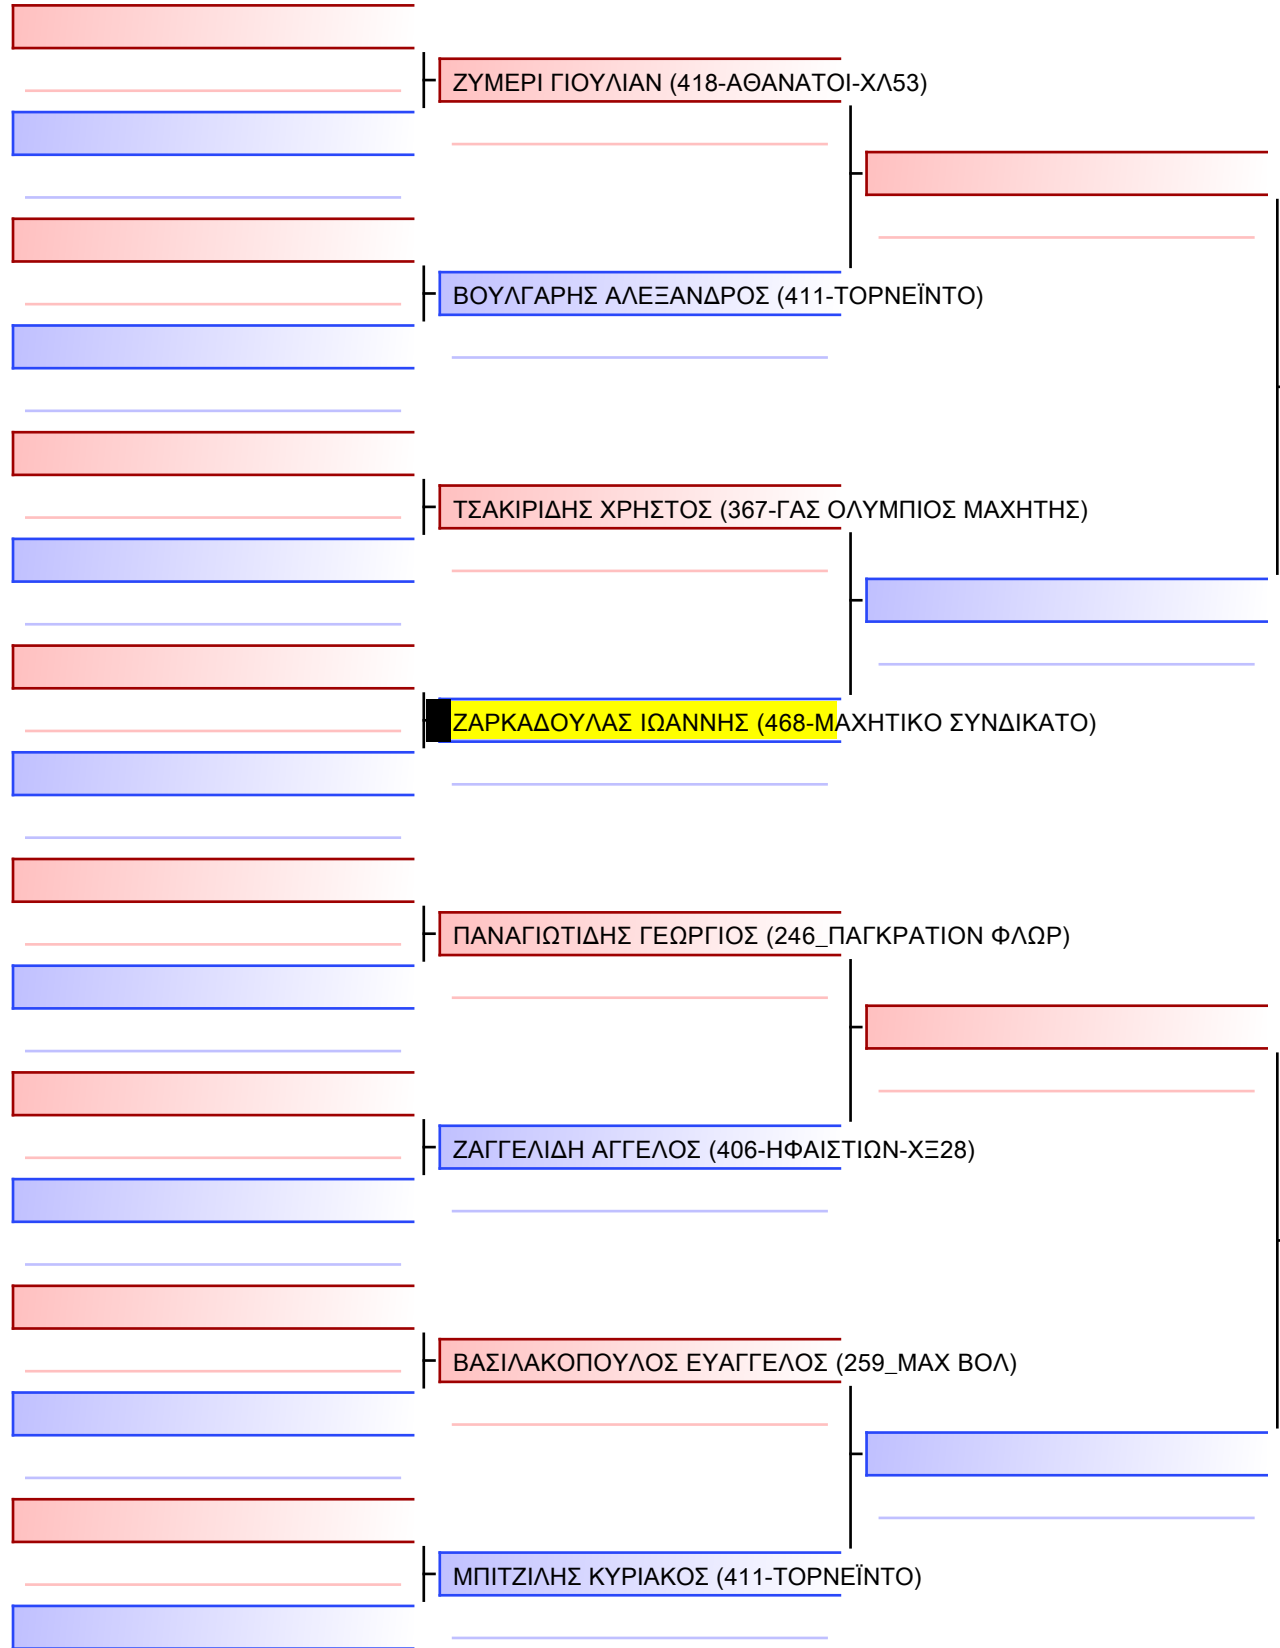 ΖΥΜΕΡΙ ΓΙΟΥΛΙΑΝ (418-ΑΘΑΝΑΤΟΙ-ΧΛ53)
ΒΟΥΛΓΑΡΗΣ ΑΛΕΞΑΝΔΡΟΣ (411-ΤΟΡΝΕΪΝΤΟ)
ΤΣΑΚΙΡΙΔΗΣ ΧΡΗΣΤΟΣ (367-ΓΑΣ ΟΛΥΜΠΙΟΣ ΜΑΧΗΤΗΣ)
ΖΑΡΚΑΔΟΥΛΑΣ ΙΩΑΝΝΗΣ (468-ΜΑΧΗΤΙΚΟ ΣΥΝΔΙΚΑΤΟ)
ΠΑΝΑΓΙΩΤΙΔΗΣ ΓΕΩΡΓΙΟΣ (246_ΠΑΓΚΡΑΤΙΟΝ ΦΛΩΡ)
ΖΑΓΓΕΛΙΔΗ ΑΓΓΕΛΟΣ (406-ΗΦΑΙΣΤΙΩΝ-ΧΞ28)
ΒΑΣΙΛΑΚΟΠΟΥΛΟΣ ΕΥΑΓΓΕΛΟΣ (259_ΜΑΧ ΒΟΛ)
ΜΠΙΤΖΙΛΗΣ ΚΥΡΙΑΚΟΣ (411-ΤΟΡΝΕΪΝΤΟ)